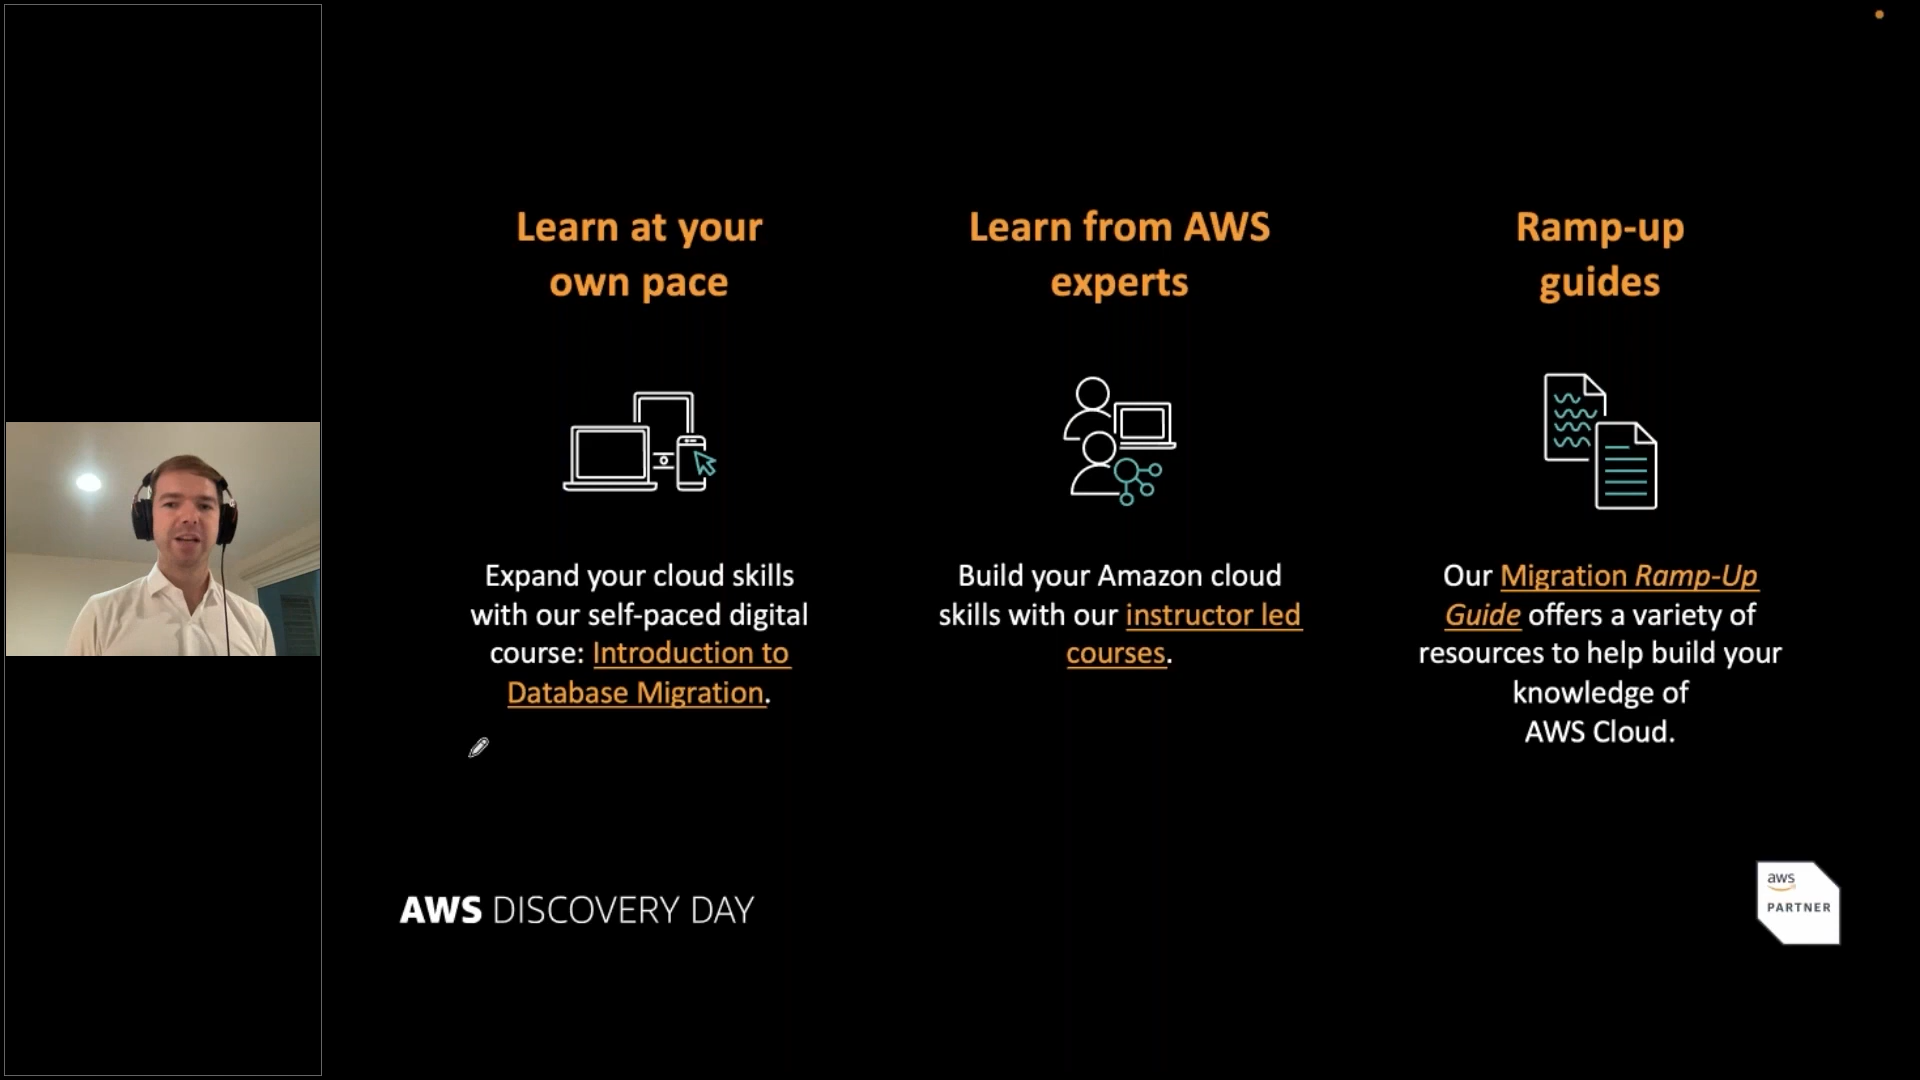 Learn at your
own pace
Expand your cloud skills
with our self-paced digital
course: Introduction to
Database Migration.
Learn from AWS
experts
Build your Amazon cloud
skills with our instructor led
courses.
Ramp-up
guides
Our Migration Ramp-Up
Guide offers a variety of
resources to help build your
knowledge of
AWS Cloud.
AWS DISCOVERY DAY
aws
PARTNER